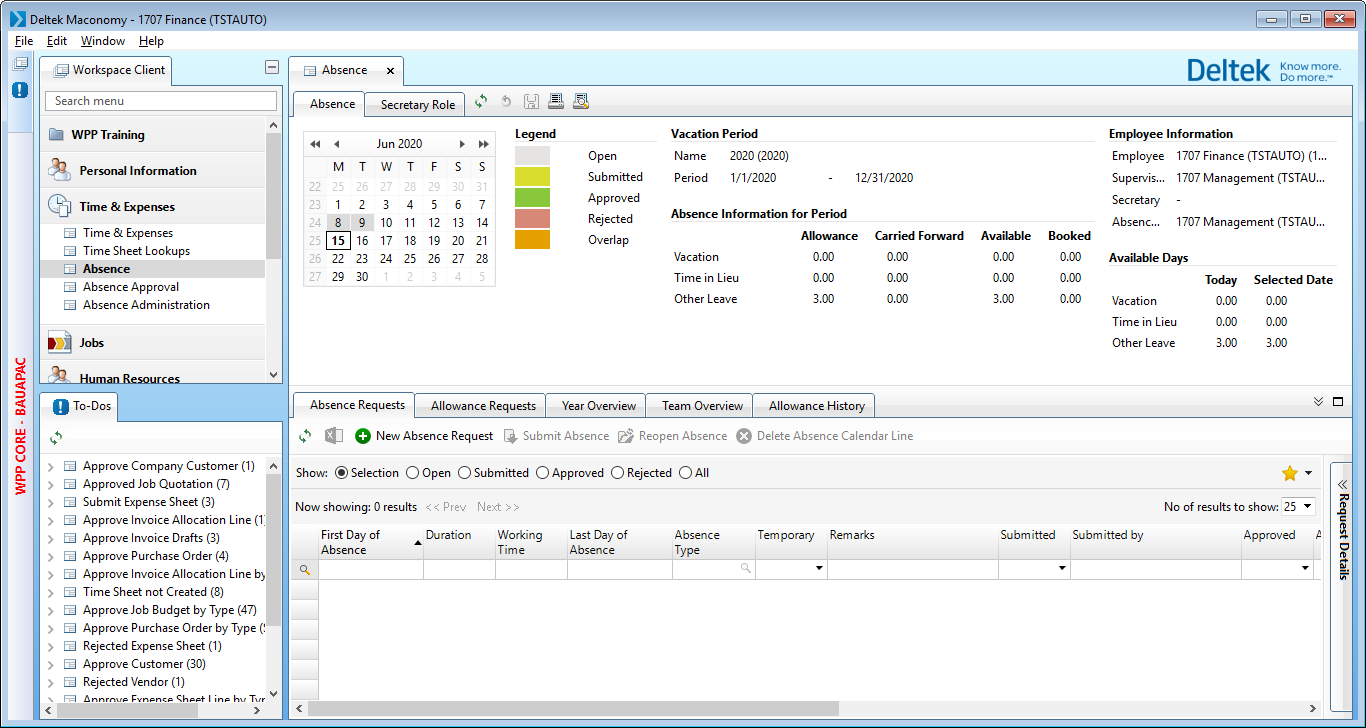 Deltek Maconomy - 1707 Finance (TSTAUTO)
File Edit Window Help
Workspace Client
Search menu
WPP Training
Personal Information
Time & Expenses
Time & Expenses
Time Sheet Lookups
Absence
Absence Approval
Absence Administration
Jobs
Human Resources
WPP CORE - BAUAPAC
To-Dos
Approve Company Customer (1)
Approved Job Quotation (7)
Submit Expense Sheet (3)
Approve Invoice Allocation Line (1)
Approve Invoice Drafts (3)
Approve Purchase Order (4)
Approve Invoice Allocation Line by
Time Sheet not Created (8)
Approve Job Budget by Type (47)
Approve Purchase Order by Type
Rejected Expense Sheet (1)
Approve Customer (30)
Rejected Vendor (1)
Approve Expense Sheet Line by Typ
Absence
Deltek Know more.
Do more.™
Absence Secretary Role
Jun 2020
M T W T F S S
22 25 26 27 28 29 30 31
23 1 2 3 4 5 6 7
24 8 9 10 11 12 13 14
25 15 16 17 18 19 20 21
26 22 23 24 25 26 27 28
27 29 30 1 2 3 4 5
Legend
Open
Submitted
Approved
Rejected
Overlap
Vacation Period
Name 2020 (2020)
Period 1/1/2020 - 12/31/2020
Absence Information for Period
Allowance Carried Forward Available Booked
Vacation 0.00 0.00 0.00 0.00
Time in Lieu 0.00 0.00 0.00 0.00
Other Leave 3.00 0.00 3.00 0.00
Employee Information
Employee 1707 Finance (TSTAUTO) (1...
Supervis... 1707 Management (TSTAU...
Secretary -
Absenc... 1707 Management (TSTAU...
Available Days
Today Selected Date
Vacation 0.00 0.00
Time in Lieu 0.00 0.00
Other Leave 3.00 3.00
Absence Requests Allowance Requests Year Overview Team Overview Allowance History
New Absence Request Submit Absence Reopen Absence Delete Absence Calendar Line
Show: Selection Open Submitted Approved Rejected All
Now showing: 0 results << Prev Next >> No of results to show: 25
First Day of Absence Duration Working Time Last Day of Absence Absence Type Temporary Remarks Submitted Submitted by Approved A
Request Details